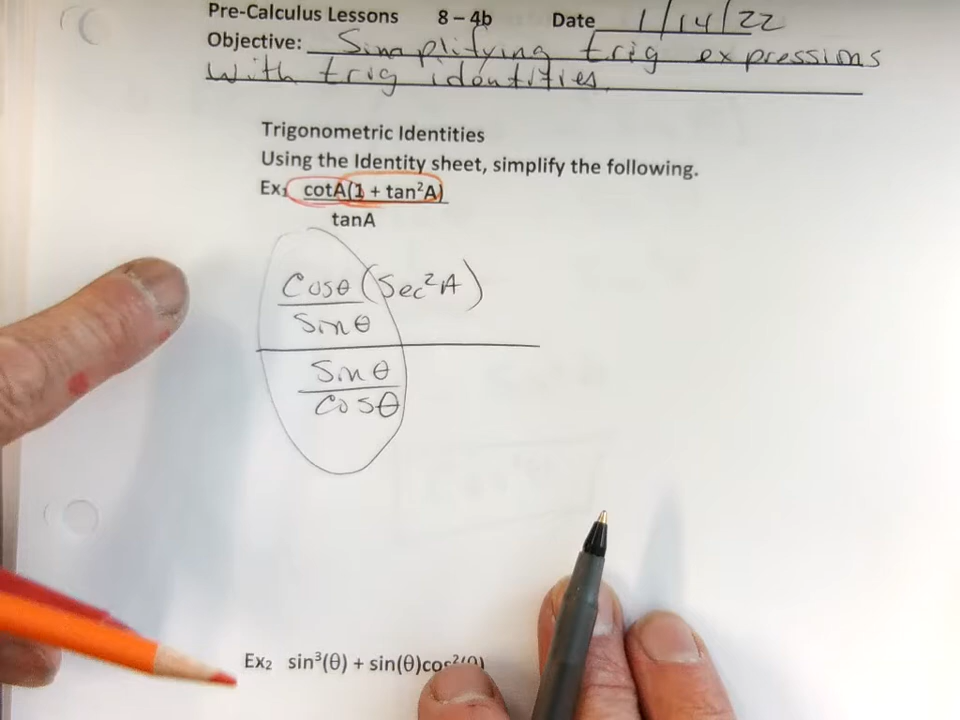 Pre-Calculus Lessons 8 – 4b Date 1/14/22
Objective: Simplifying trig expressions
with trig identities.
Trigonometric Identities
Using the Identity sheet, simplify the following.
Ex1 cotA(1 + tan²A)
tanA
Cosθ (Sec²A)
Sinθ
Sinθ
Cosθ
Ex2 sin³(θ) + sin(θ)cos²(θ)